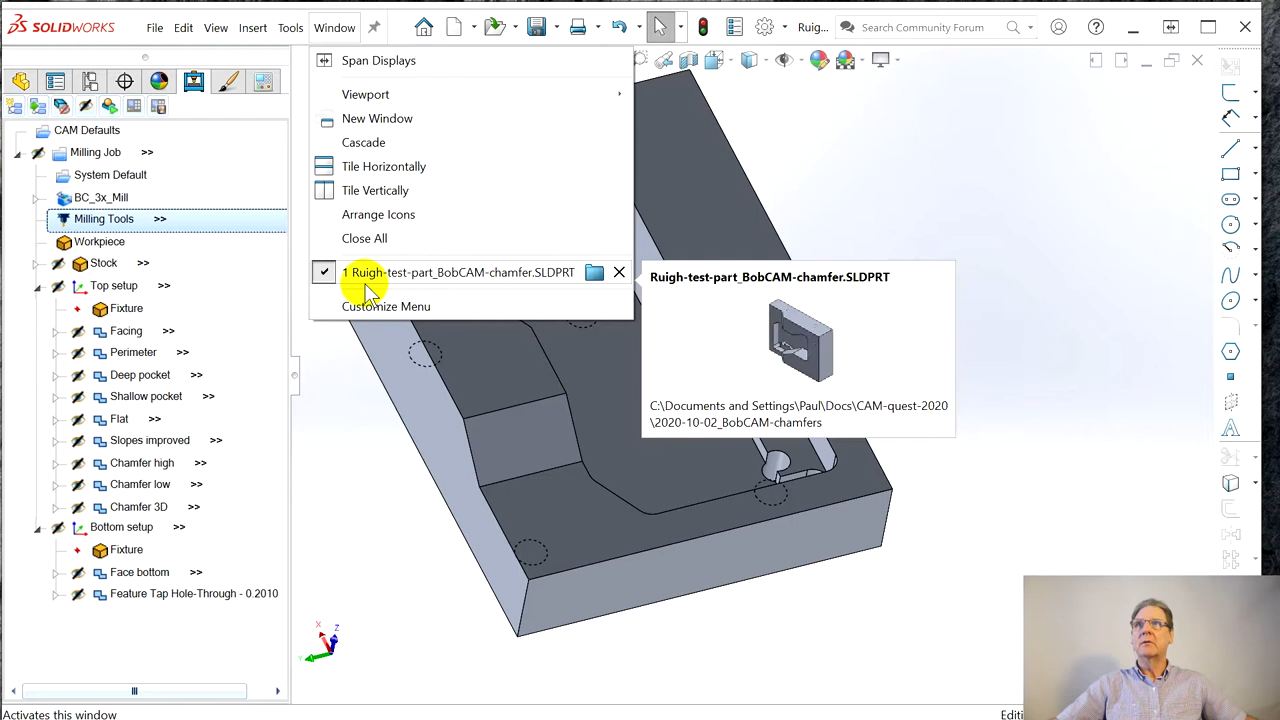 SOLIDWORKS File Edit View Insert Tools Window Ruig... Search Community Forum
Span Displays
Viewport
New Window
Cascade
Tile Horizontally
Tile Vertically
Arrange Icons
Close All
1 Ruigh-test-part_BobCAM-chamfer.SLDPRT
Customize Menu
Ruigh-test-part_BobCAM-chamfer.SLDPRT
C:\Documents and Settings\Paul\Docs\CAM-quest-2020
\2020-10-02_BobCAM-chamfers
CAM Defaults
Milling Job >>
System Default
BC_3x_Mill
Milling Tools >>
Workpiece
Stock >>
Top setup >>
Fixture
Facing >>
Perimeter >>
Deep pocket >>
Shallow pocket >>
Flat >>
Slopes improved >>
Chamfer high >>
Chamfer low >>
Chamfer 3D >>
Bottom setup >>
Fixture
Face bottom >>
Feature Tap Hole-Through - 0.2010
X Z Y
Activates this window
Editi